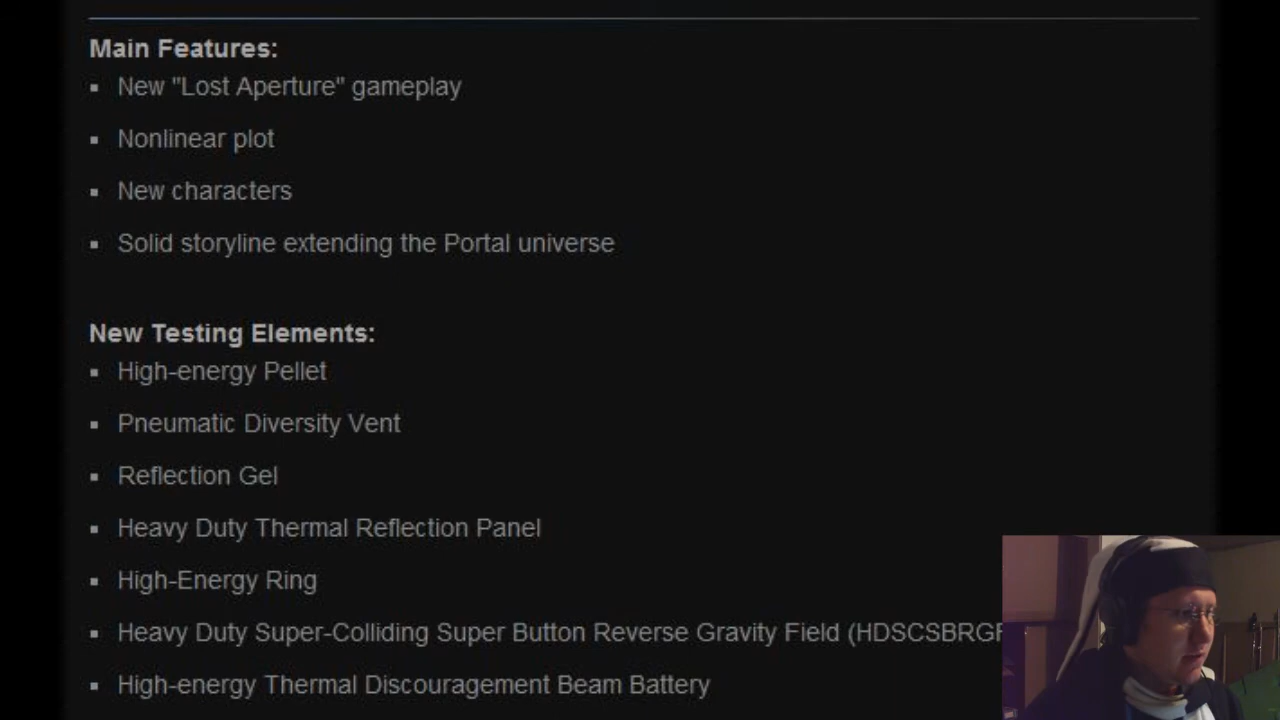 Main Features:
New "Lost Aperture" gameplay
Nonlinear plot
New characters
Solid storyline extending the Portal universe
New Testing Elements:
High-energy Pellet
Pneumatic Diversity Vent
Reflection Gel
Heavy Duty Thermal Reflection Panel
High-Energy Ring
Heavy Duty Super-Colliding Super Button Reverse Gravity Field (HDSCSBRGF
High-energy Thermal Discouragement Beam Battery